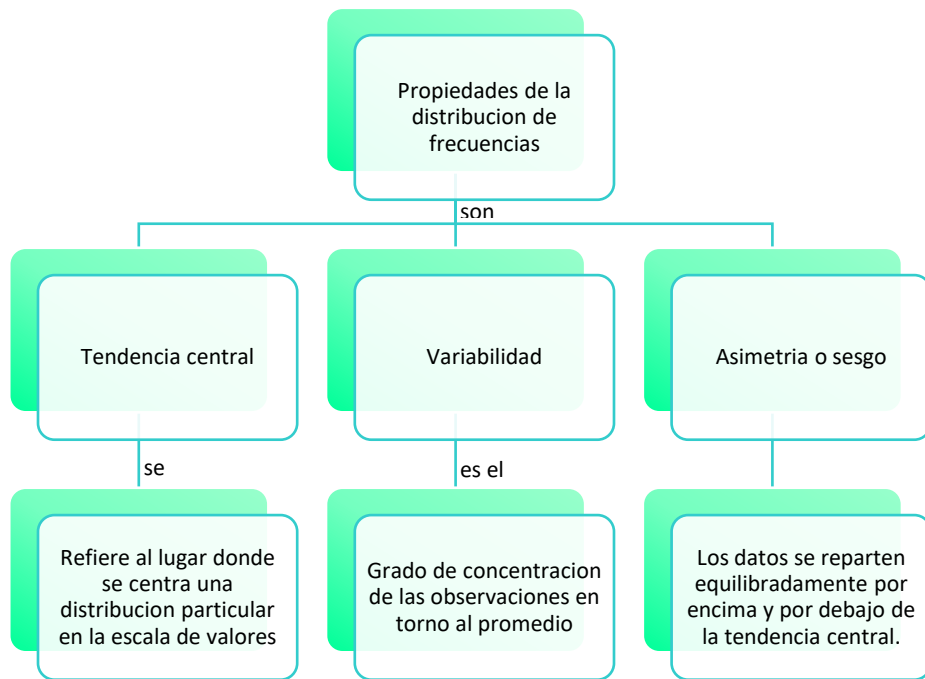 Propiedades de la
distribucion de
frecuencias
son
Tendencia central
Variabilidad
Asimetria o sesgo
se
es el
Refiere al lugar donde
se centra una
distribucion particular
en la escala de valores
Grado de concentracion
de las observaciones en
torno al promedio
Los datos se reparten
equilibradamente por
encima y por debajo de
la tendencia central.